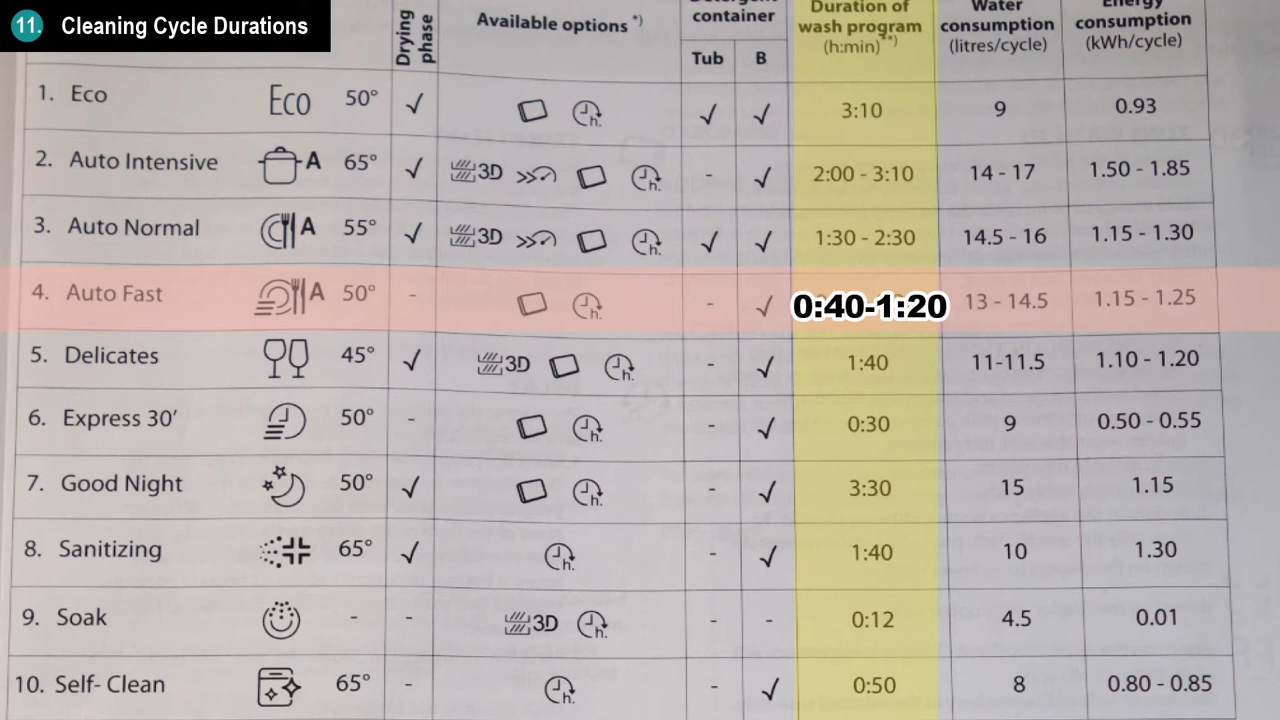 11. Cleaning Cycle Durations
Drying phase
Available options *)
container
Tub B
Duration of wash program (h:min) **)
Water consumption (litres/cycle)
Energy consumption (kWh/cycle)
1. Eco Eco 50° ✓ h. ✓ ✓ 3:10 9 0.93
2. Auto Intensive A 65° ✓ 3D h. - ✓ 2:00 - 3:10 14 - 17 1.50 - 1.85
3. Auto Normal A 55° ✓ 3D h. ✓ ✓ 1:30 - 2:30 14.5 - 16 1.15 - 1.30
4. Auto Fast A 50° - h. - ✓ 0:40-1:20 13 - 14.5 1.15 - 1.25
5. Delicates 45° ✓ 3D h. - ✓ 1:40 11-11.5 1.10 - 1.20
6. Express 30′ 50° - h. - ✓ 0:30 9 0.50 - 0.55
7. Good Night 50° ✓ h. - ✓ 3:30 15 1.15
8. Sanitizing 65° ✓ h. - ✓ 1:40 10 1.30
9. Soak - - 3D h. - - 0:12 4.5 0.01
10. Self- Clean 65° - h. - ✓ 0:50 8 0.80 - 0.85